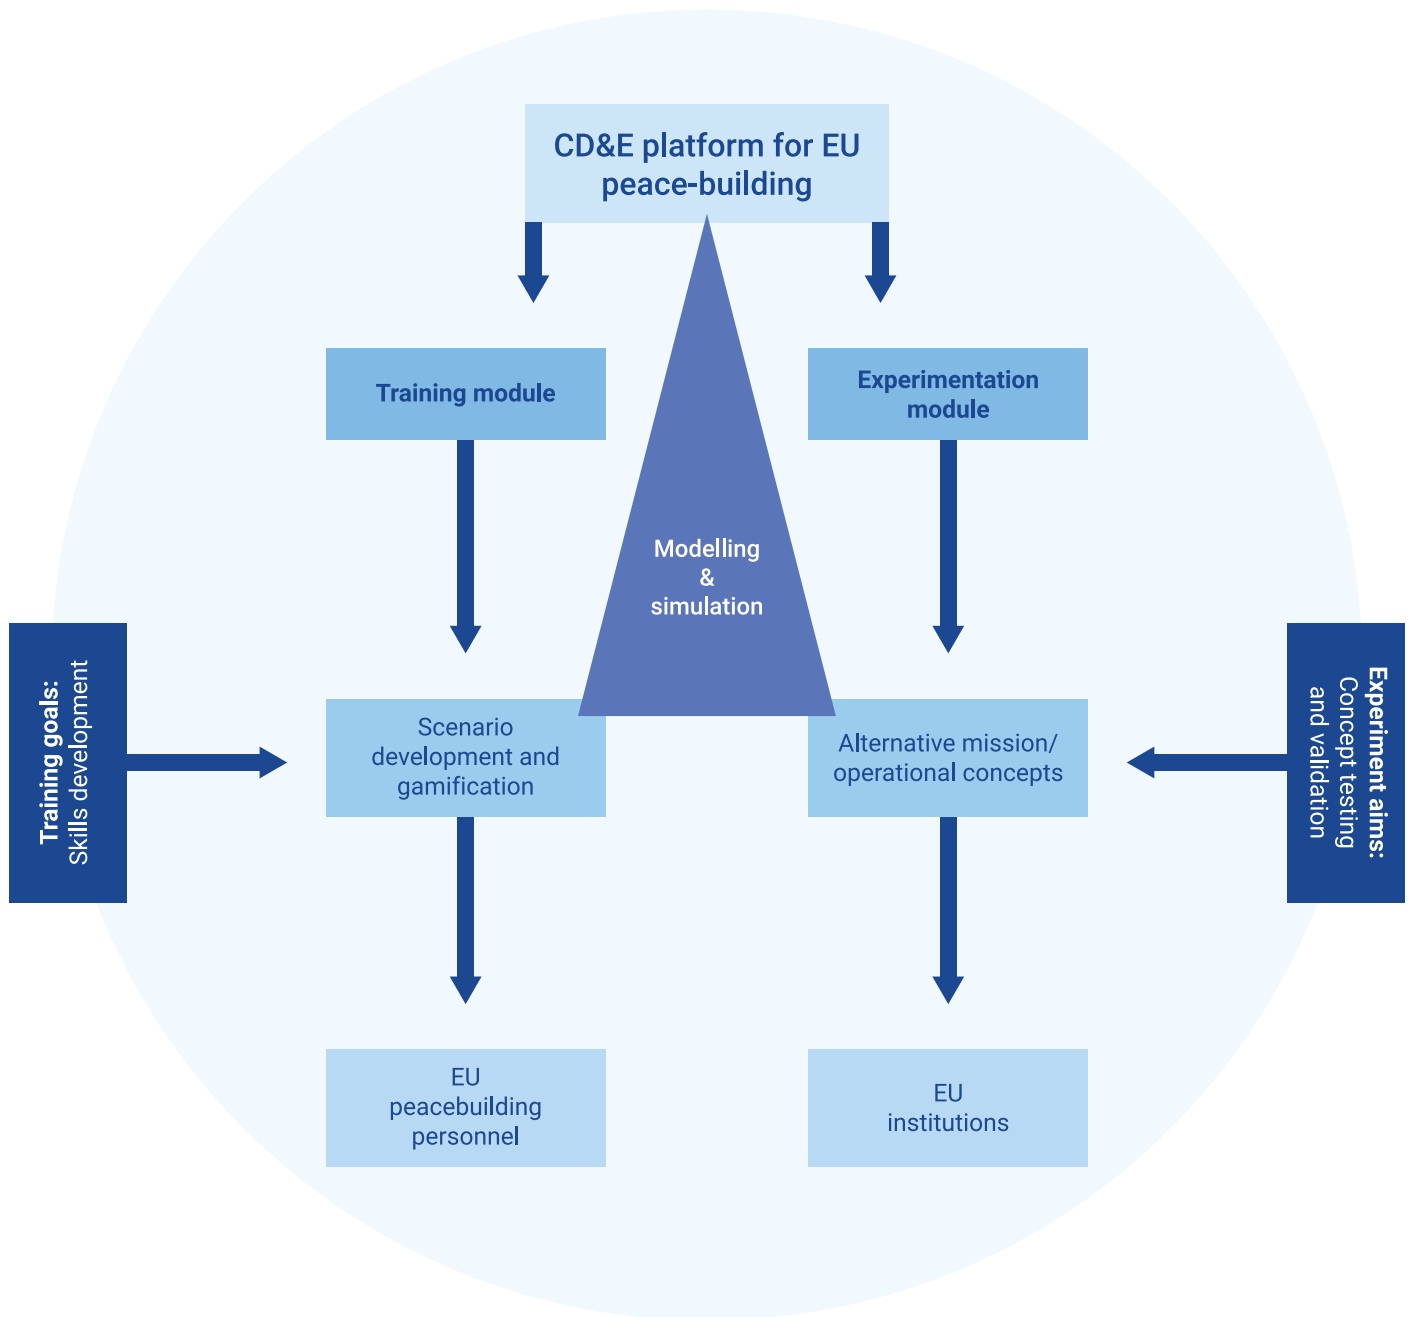 CD&E platform for EU
peace-building
Training module
Experimentation
module
Modelling
&
simulation
Training goals:
Skills development
Scenario
development and
gamification
Alternative mission/
operational concepts
Experiment aims:
Concept testing
and validation
EU
peacebuilding
personnel
EU
institutions